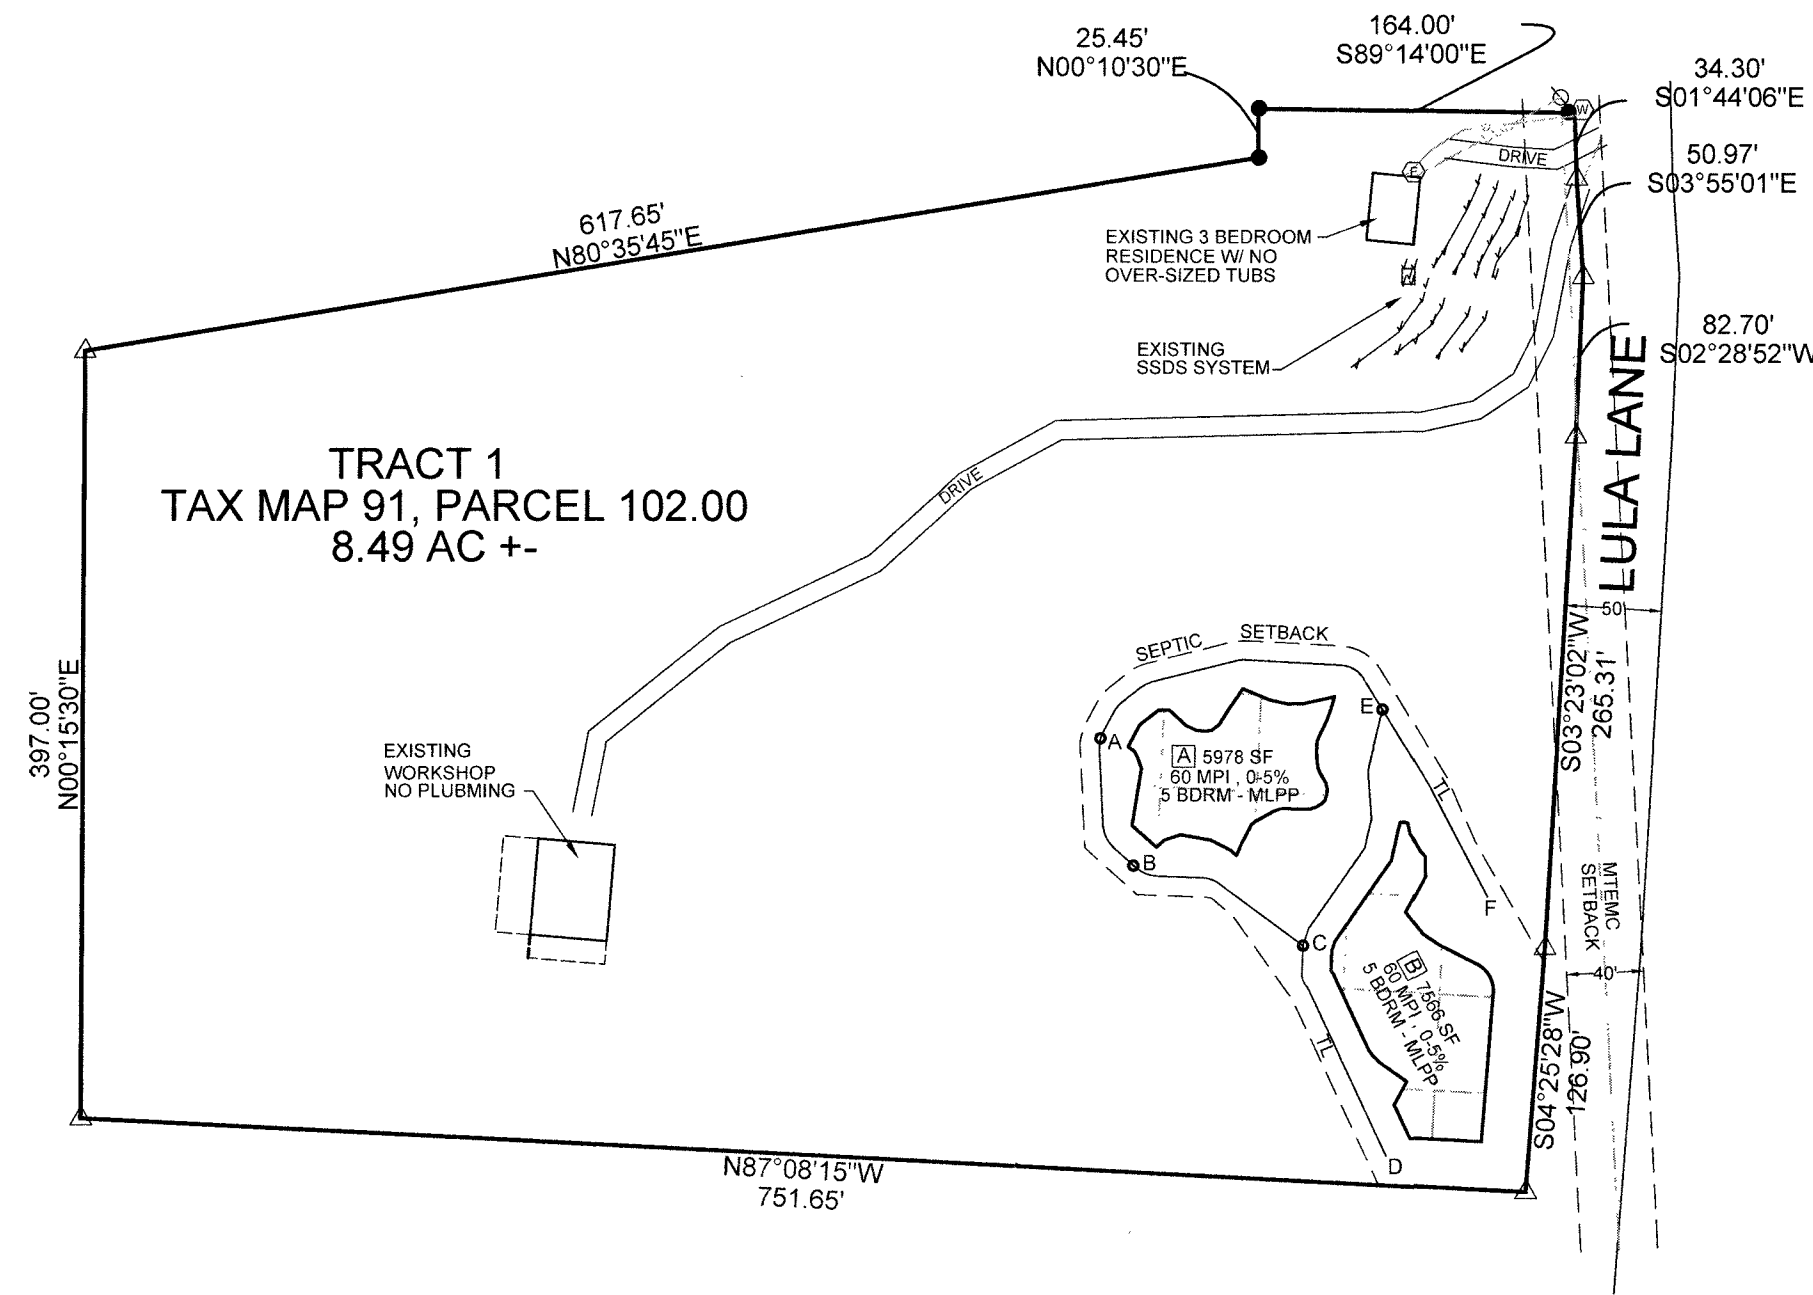 25.45'
N00°10'30"E
164.00'
S89°14'00"E
34.30'
S01°44'06"E
50.97'
S03°55'01"E
82.70'
S02°28'52"W
W
DRIVE
E
617.65'
N80°35'45"E
EXISTING 3 BEDROOM
RESIDENCE W/ NO
OVER-SIZED TUBS
EXISTING
SSDS SYSTEM
LULA LANE
TRACT 1
TAX MAP 91, PARCEL 102.00
8.49 AC +-
DRIVE
50'
SEPTIC SETBACK
S03°23'02"W
265.31'
397.00'
N00°15'30"E
EXISTING
WORKSHOP
NO PLUBMING
E
A
A 5978 SF
60 MPI , 0-5%
5 BDRM - MLPP
TL
B
F
C
MTEMC
SETBACK
40'
B 7566 SF
60 MPI , 0-5%
5 BDRM - MLPP
TL
D
S04°25'28"W
126.90'
N87°08'15"W
751.65'